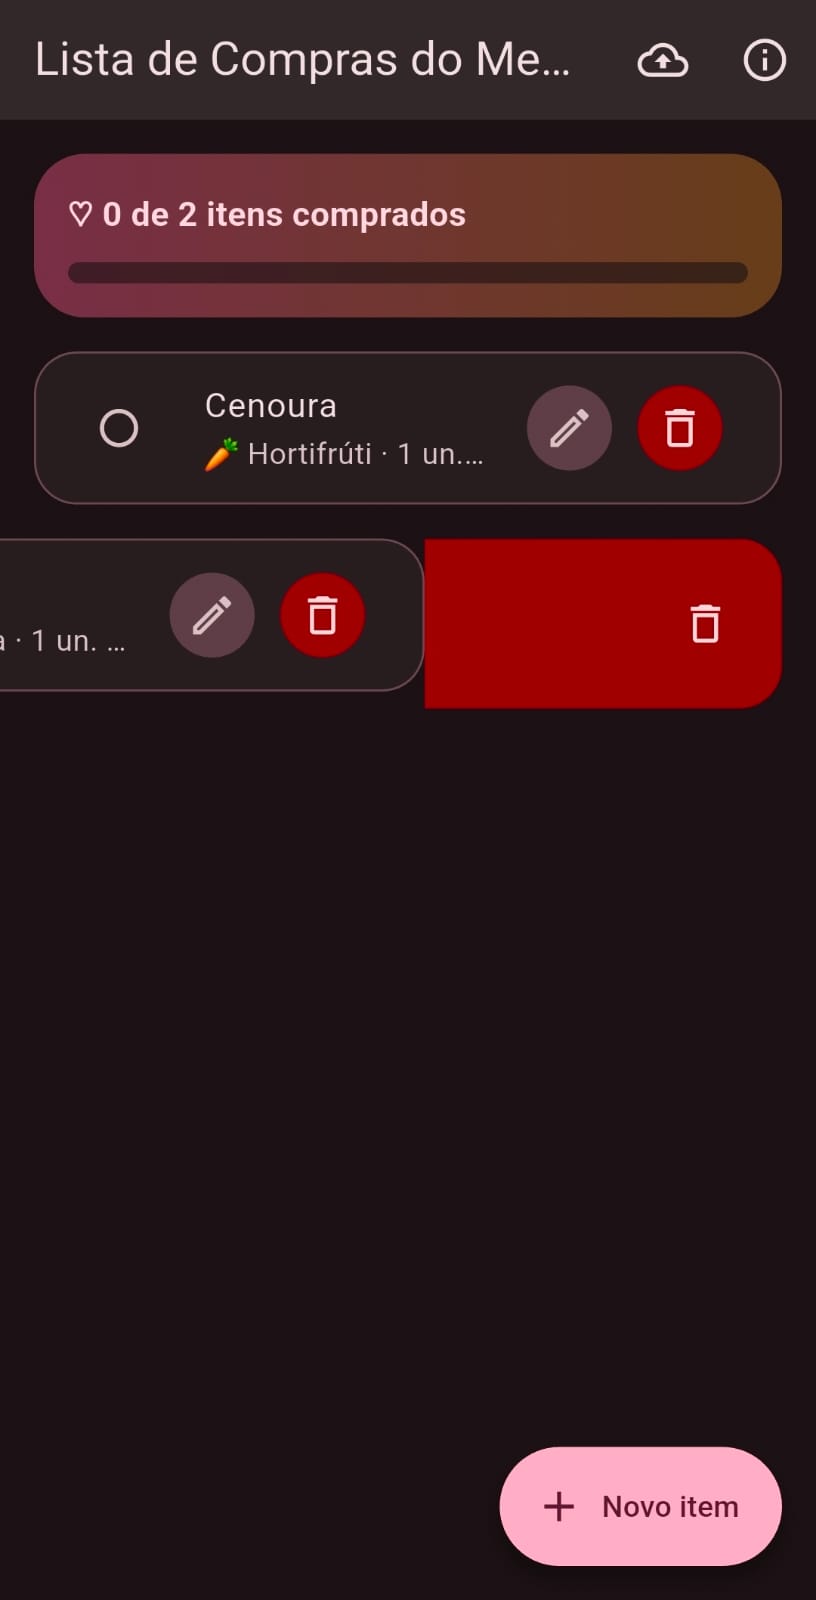 Lista de Compras do Me...
♡ 0 de 2 itens comprados
Cenoura
🥕 Hortifrúti · 1 un....
a · 1 un. ...
Novo item